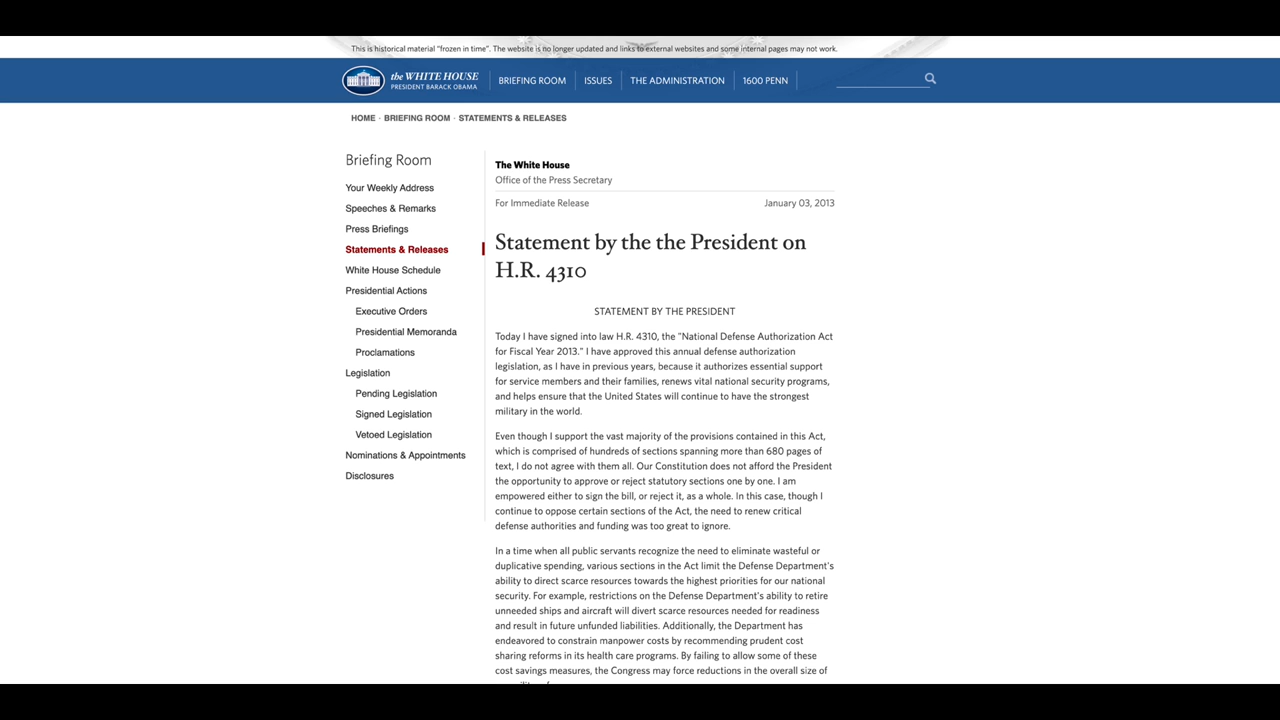 This is historical material "frozen in time". The website is no longer updated and links to external websites and some internal pages may not work.
the WHITE HOUSE
PRESIDENT BARACK OBAMA
BRIEFING ROOM
ISSUES
THE ADMINISTRATION
1600 PENN
HOME · BRIEFING ROOM · STATEMENTS & RELEASES
Briefing Room
Your Weekly Address
Speeches & Remarks
Press Briefings
Statements & Releases
White House Schedule
Presidential Actions
Executive Orders
Presidential Memoranda
Proclamations
Legislation
Pending Legislation
Signed Legislation
Vetoed Legislation
Nominations & Appointments
Disclosures
The White House
Office of the Press Secretary
For Immediate Release
January 03, 2013
Statement by the the President on
H.R. 4310
STATEMENT BY THE PRESIDENT
Today I have signed into law H.R. 4310, the "National Defense Authorization Act
for Fiscal Year 2013." I have approved this annual defense authorization
legislation, as I have in previous years, because it authorizes essential support
for service members and their families, renews vital national security programs,
and helps ensure that the United States will continue to have the strongest
military in the world.
Even though I support the vast majority of the provisions contained in this Act,
which is comprised of hundreds of sections spanning more than 680 pages of
text, I do not agree with them all. Our Constitution does not afford the President
the opportunity to approve or reject statutory sections one by one. I am
empowered either to sign the bill, or reject it, as a whole. In this case, though I
continue to oppose certain sections of the Act, the need to renew critical
defense authorities and funding was too great to ignore.
In a time when all public servants recognize the need to eliminate wasteful or
duplicative spending, various sections in the Act limit the Defense Department's
ability to direct scarce resources towards the highest priorities for our national
security. For example, restrictions on the Defense Department's ability to retire
unneeded ships and aircraft will divert scarce resources needed for readiness
and result in future unfunded liabilities. Additionally, the Department has
endeavored to constrain manpower costs by recommending prudent cost
sharing reforms in its health care programs. By failing to allow some of these
cost savings measures, the Congress may force reductions in the overall size of